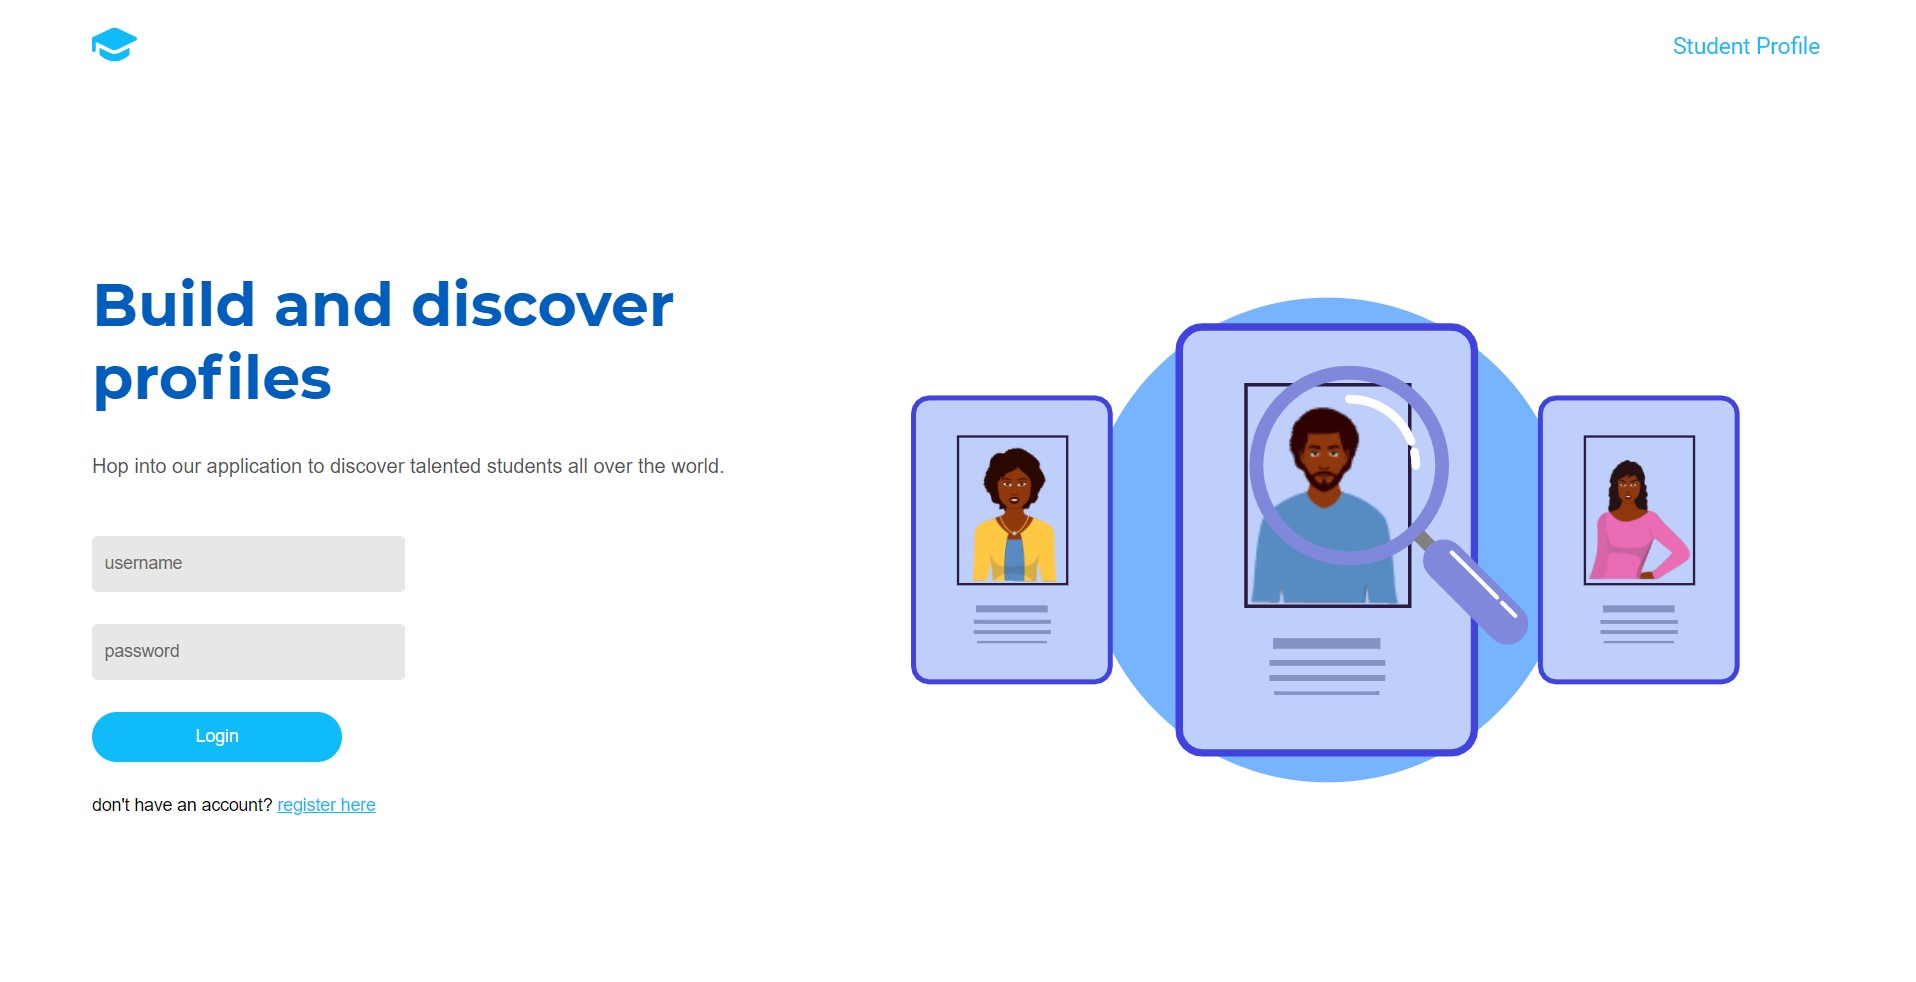 Student Profile
Build and discover
profiles
Hop into our application to discover talented students all over the world.
username
password
Login
don't have an account? register here